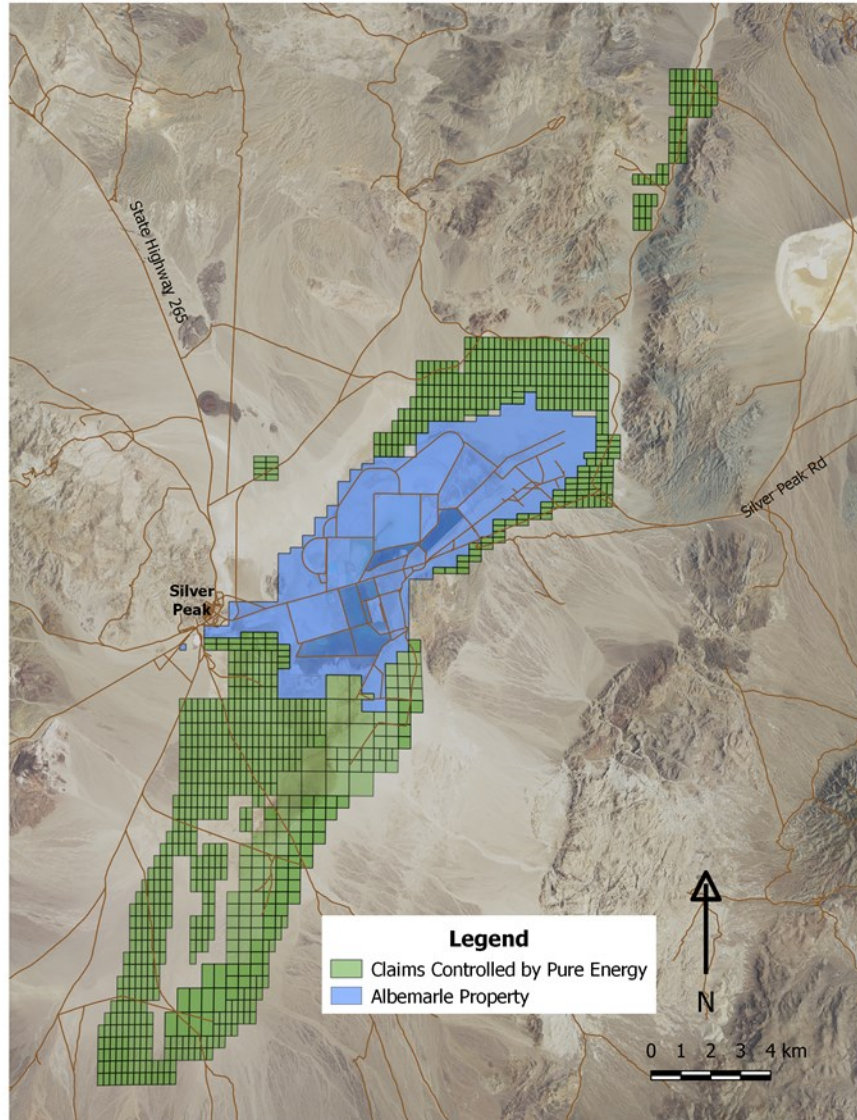 State Highway 265
Silver Peak Rd
Silver
Peak
Legend
Claims Controlled by Pure Energy
Albemarle Property
N
0 1 2 3 4 km